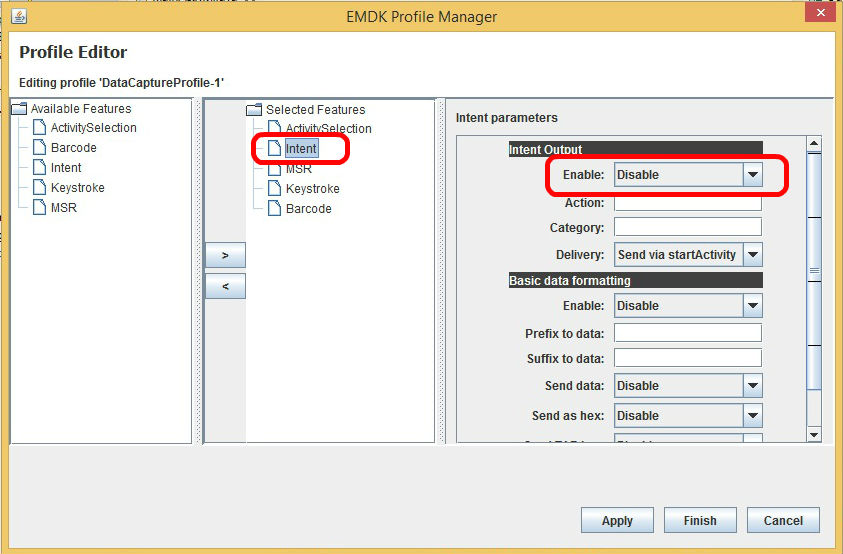 EMDK Profile Manager
Profile Editor
Editing profile 'DataCaptureProfile-1'
Available Features
ActivitySelection
Barcode
Intent
Keystroke
MSR
>
<
Selected Features
ActivitySelection
Intent
MSR
Keystroke
Barcode
Intent parameters
Intent Output
Enable: Disable
Action:
Category:
Delivery: Send via startActivity
Basic data formatting
Enable: Disable
Prefix to data:
Suffix to data:
Send data: Disable
Send as hex: Disable
Apply Finish Cancel